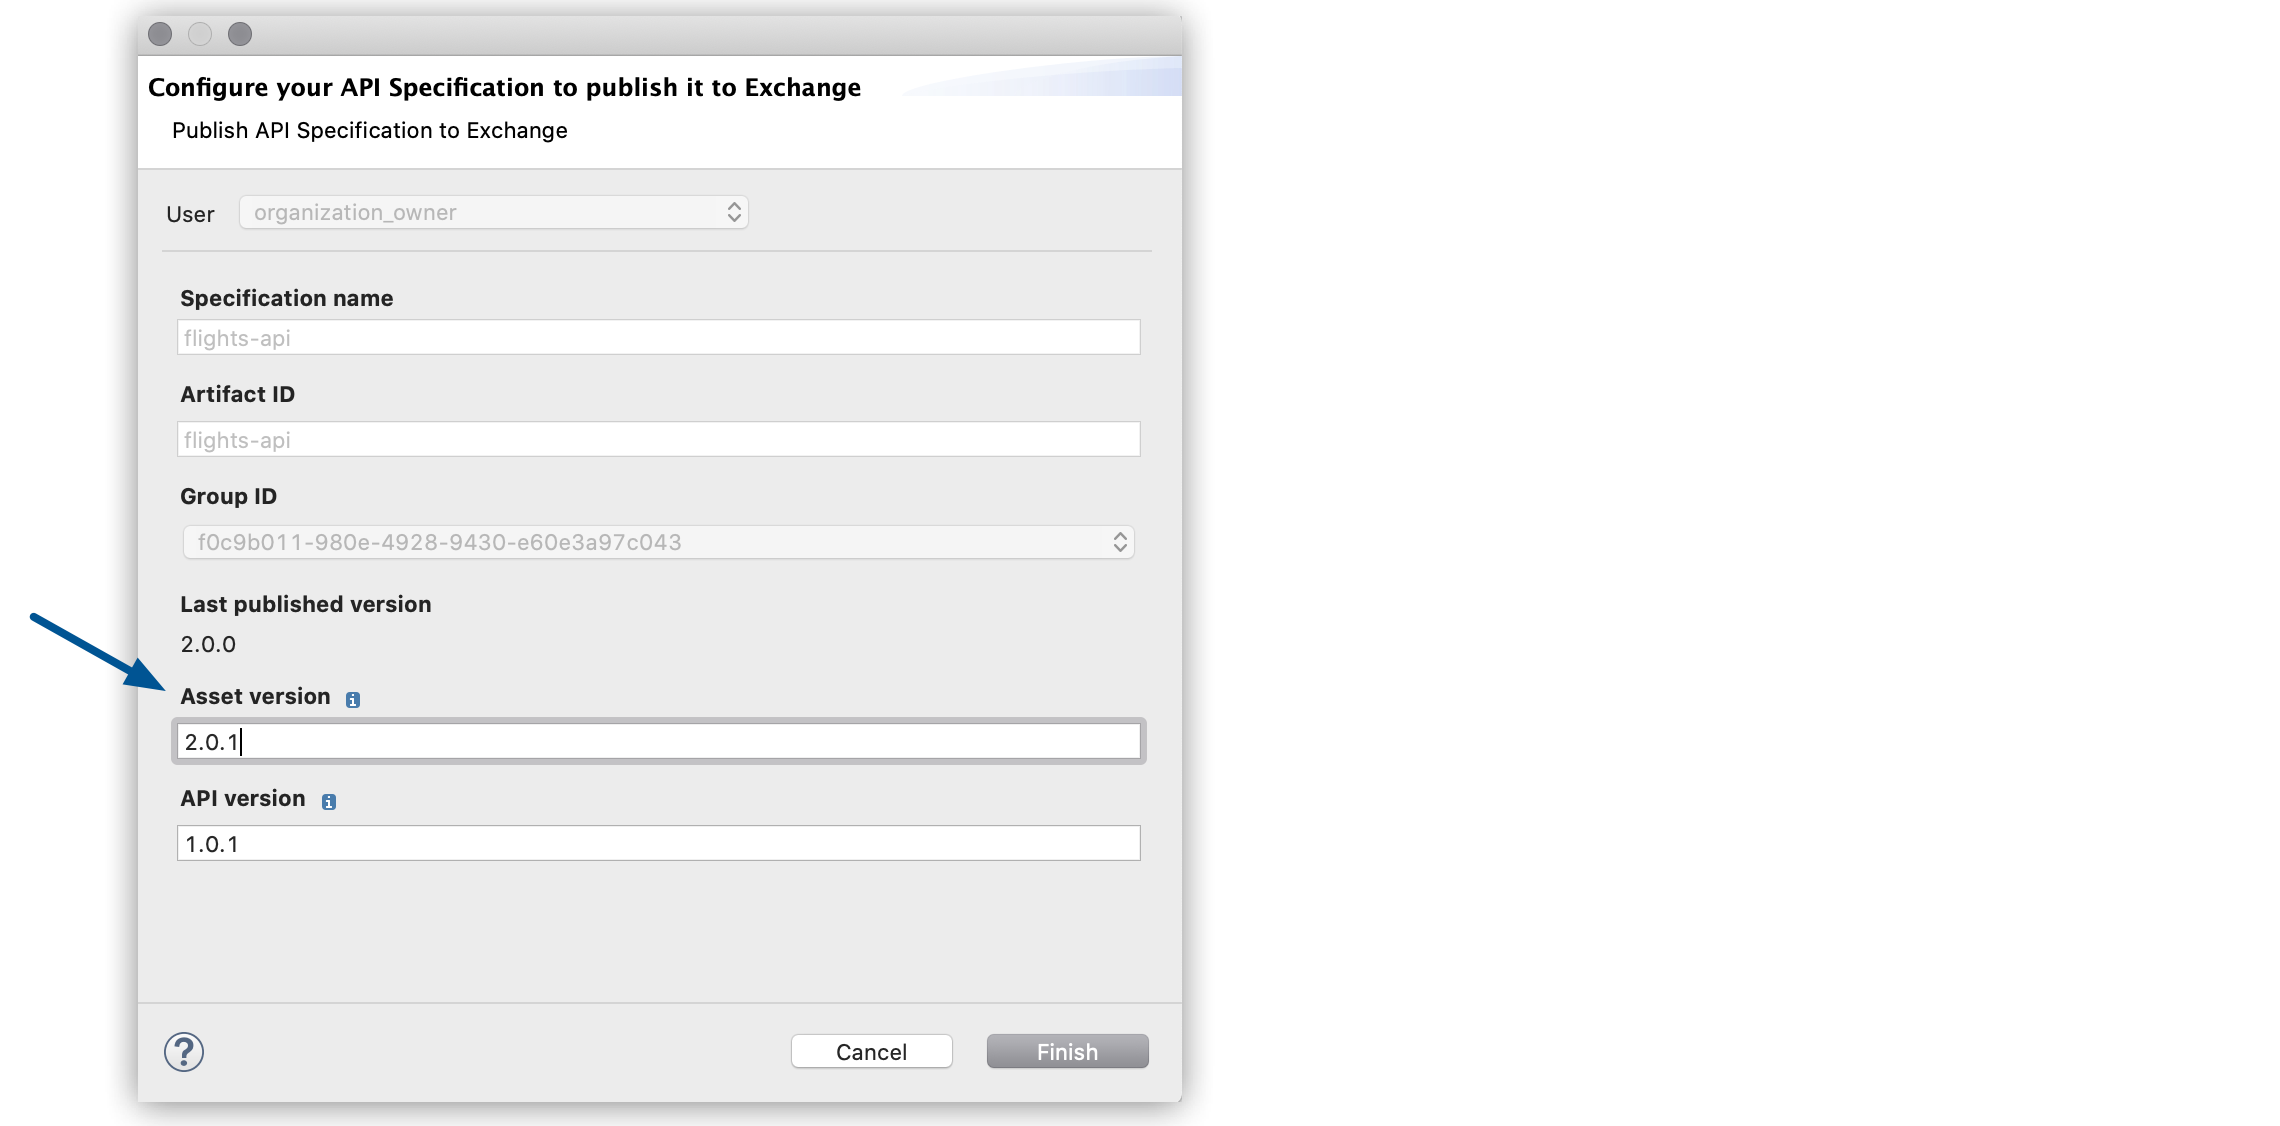 Configure your API Specification to publish it to Exchange
Publish API Specification to Exchange
User organization_owner
Specification name
flights-api
Artifact ID
flights-api
Group ID
f0c9b011-980e-4928-9430-e60e3a97c043
Last published version
2.0.0
Asset version i
2.0.1
API version i
1.0.1
? Cancel Finish